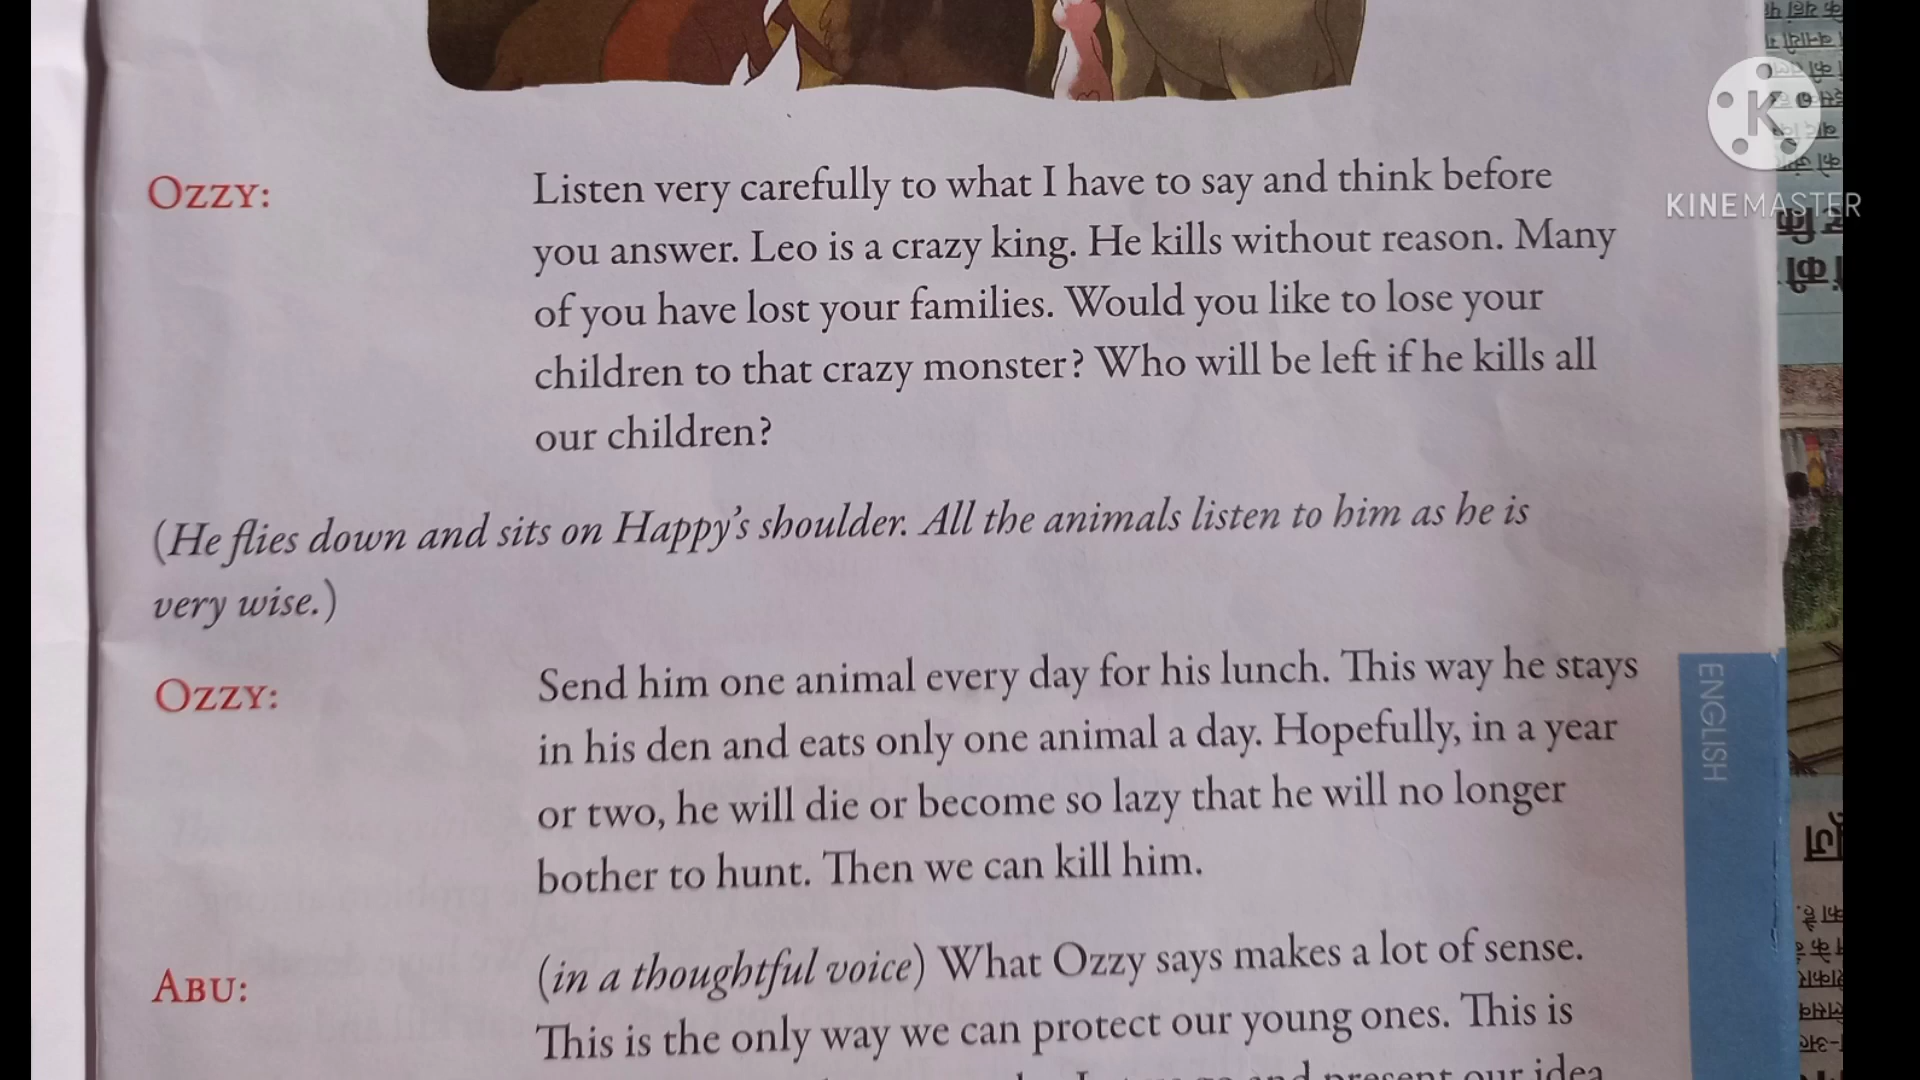 KINEMASTER
OZZY: Listen very carefully to what I have to say and think before
you answer. Leo is a crazy king. He kills without reason. Many
of you have lost your families. Would you like to lose your
children to that crazy monster? Who will be left if he kills all
our children?
(He flies down and sits on Happy's shoulder. All the animals listen to him as he is
very wise.)
OZZY: Send him one animal every day for his lunch. This way he stays
in his den and eats only one animal a day. Hopefully, in a year
or two, he will die or become so lazy that he will no longer
bother to hunt. Then we can kill him.
ABU: (in a thoughtful voice) What Ozzy says makes a lot of sense.
This is the only way we can protect our young ones. This is
and present our idea
ENGLISH